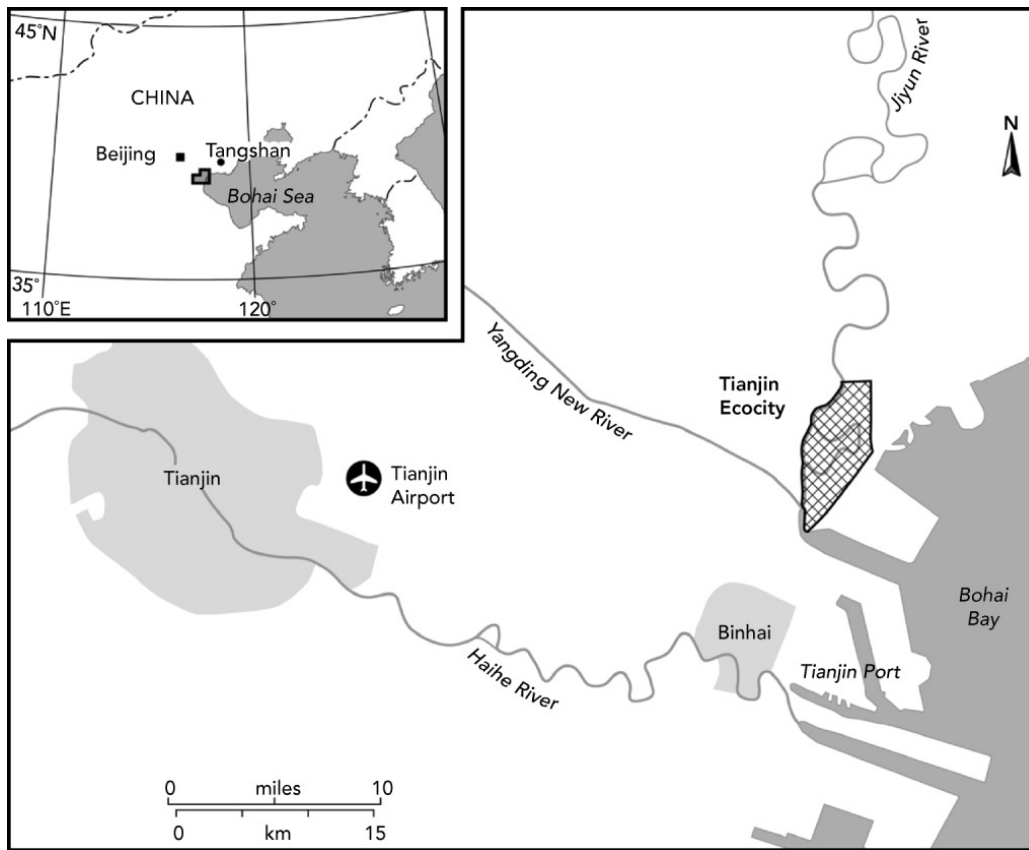 45°N
CHINA
Beijing
Tangshan
Bohai Sea
35°
110°E
120°
Jiyun River
N
Yangding New River
Tianjin
Ecocity
Tianjin
Tianjin
Airport
Bohai
Bay
Binhai
Tianjin Port
Haihe River
0 miles 10
0 km 15